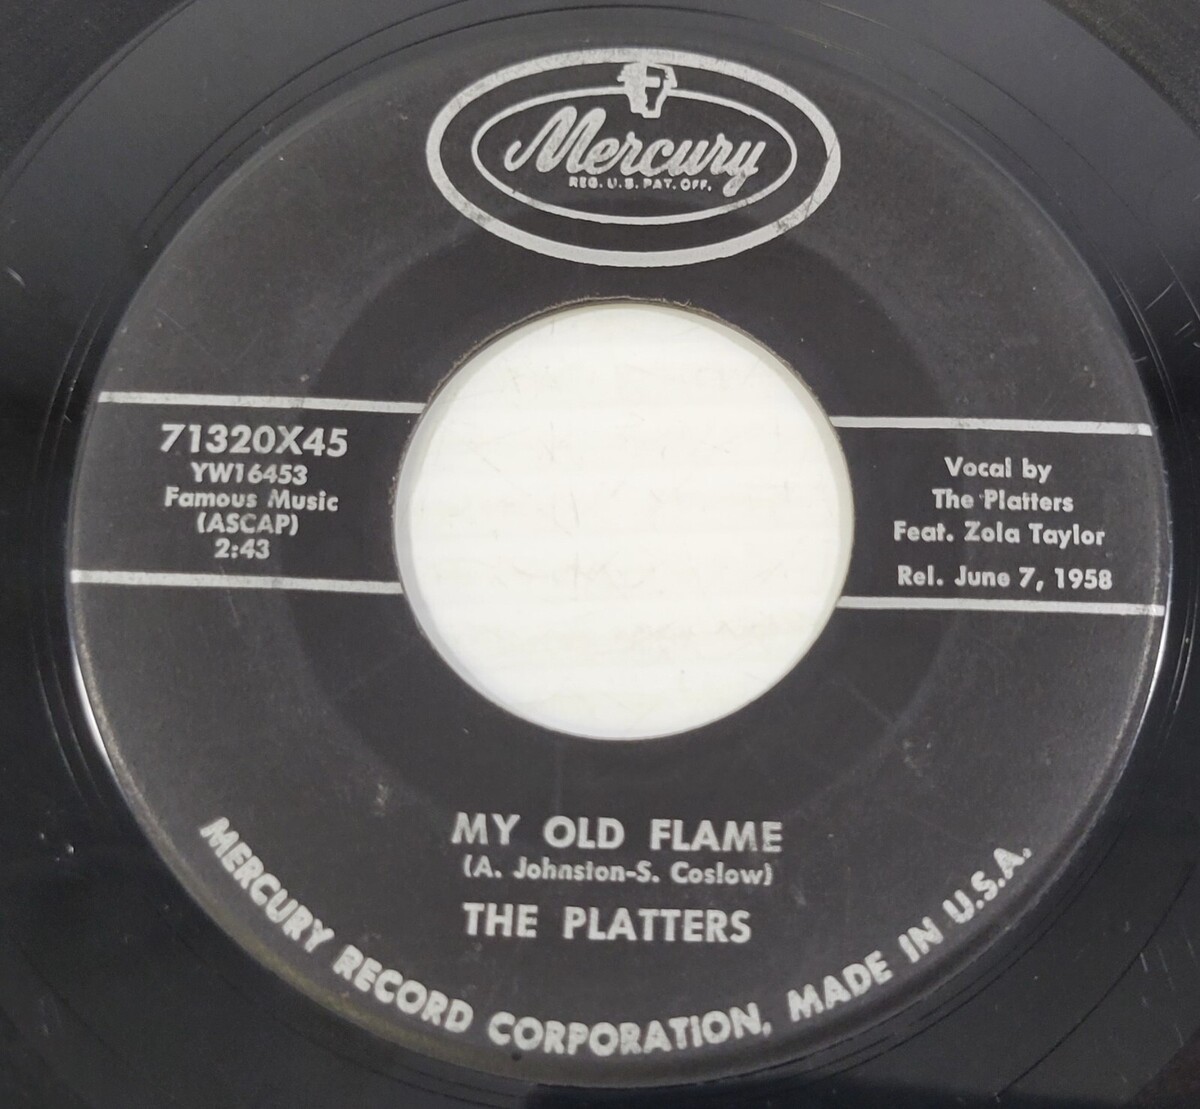 Mercury
REG. U.S. PAT. OFF.
71320X45
YW16453
Famous Music
(ASCAP)
2:43
Vocal by
The Platters
Feat. Zola Taylor
Rel. June 7, 1958
MY OLD FLAME
(A. Johnston-S. Coslow)
THE PLATTERS
MERCURY RECORD CORPORATION, MADE IN U.S.A.